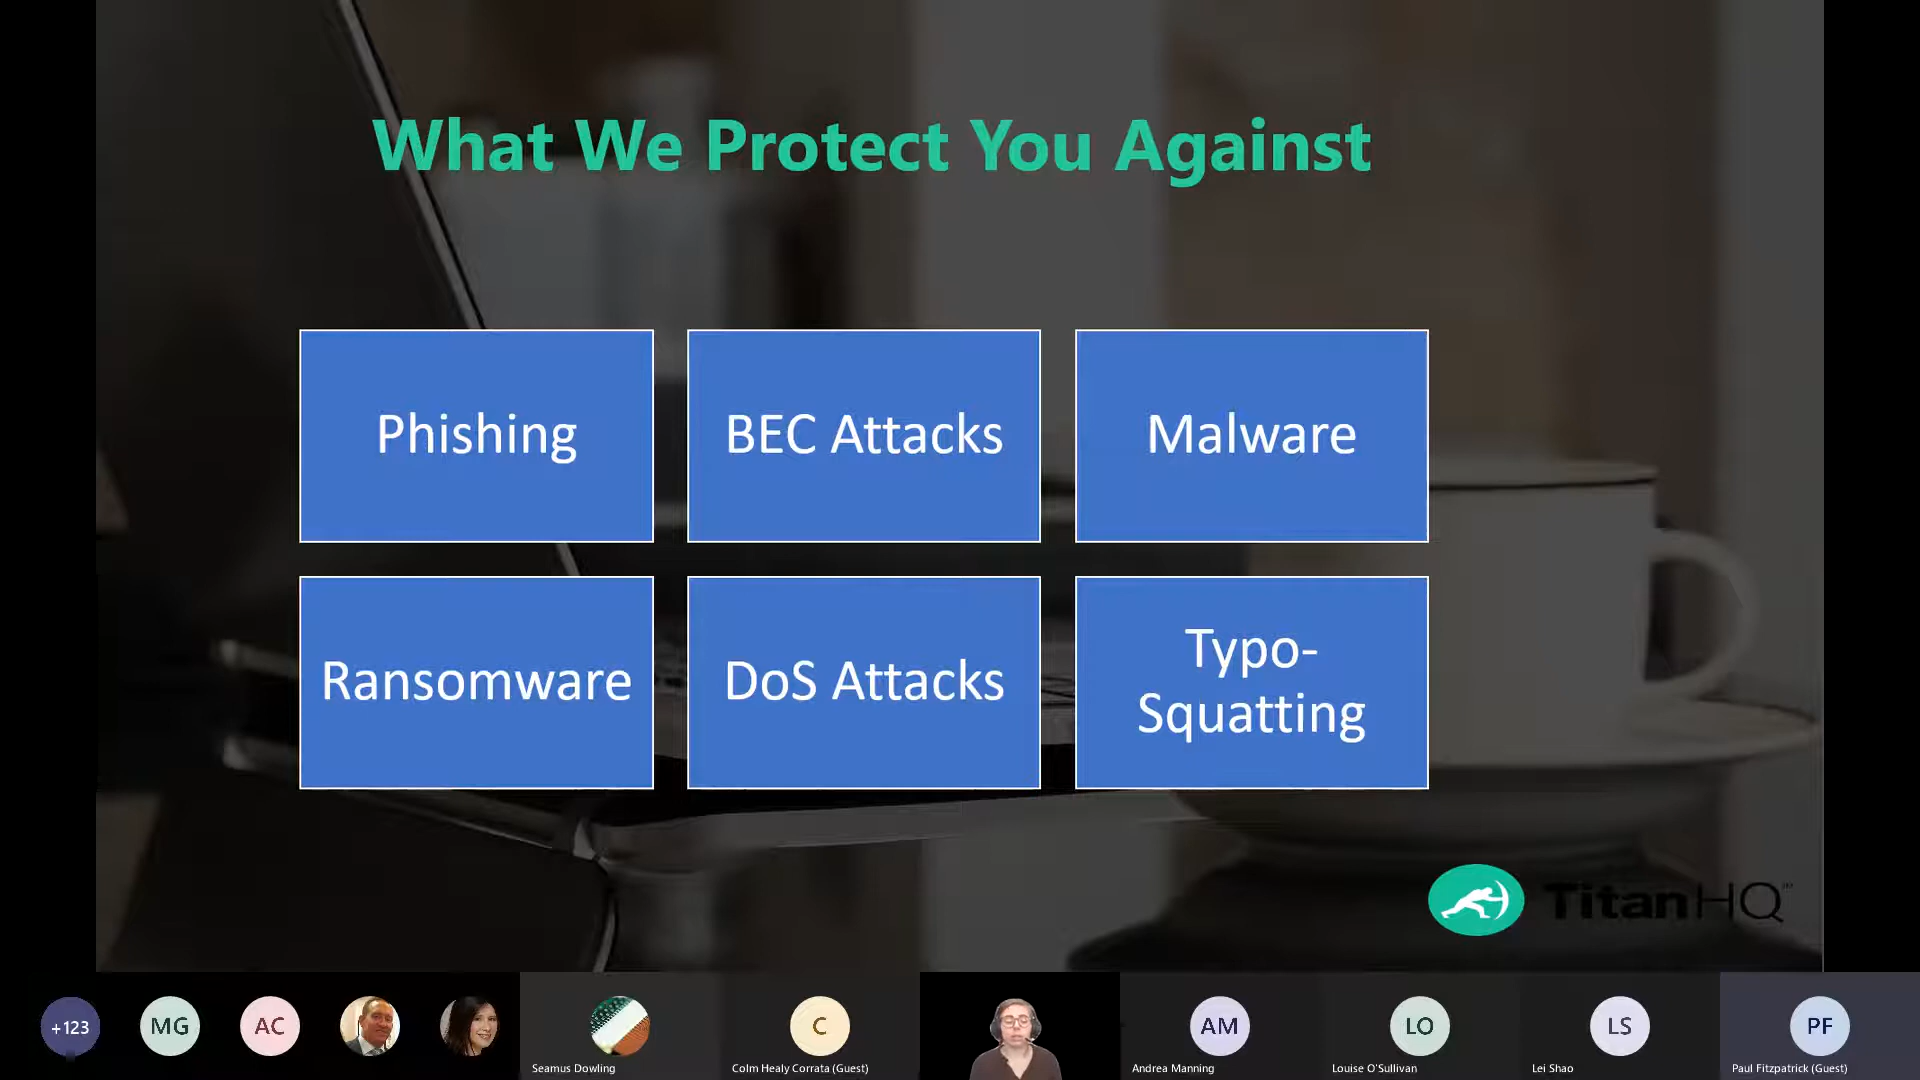 What We Protect You Against
Phishing
BEC Attacks
Malware
Ransomware
DoS Attacks
Typo-
Squatting
TitanHQ
+123
MG
AC
C
AM
LO
LS
PF
Seamus Dowling
Colm Healy Corrata (Guest)
Andrea Manning
Louise O'Sullivan
Lei Shao
Paul Fitzpatrick (Guest)